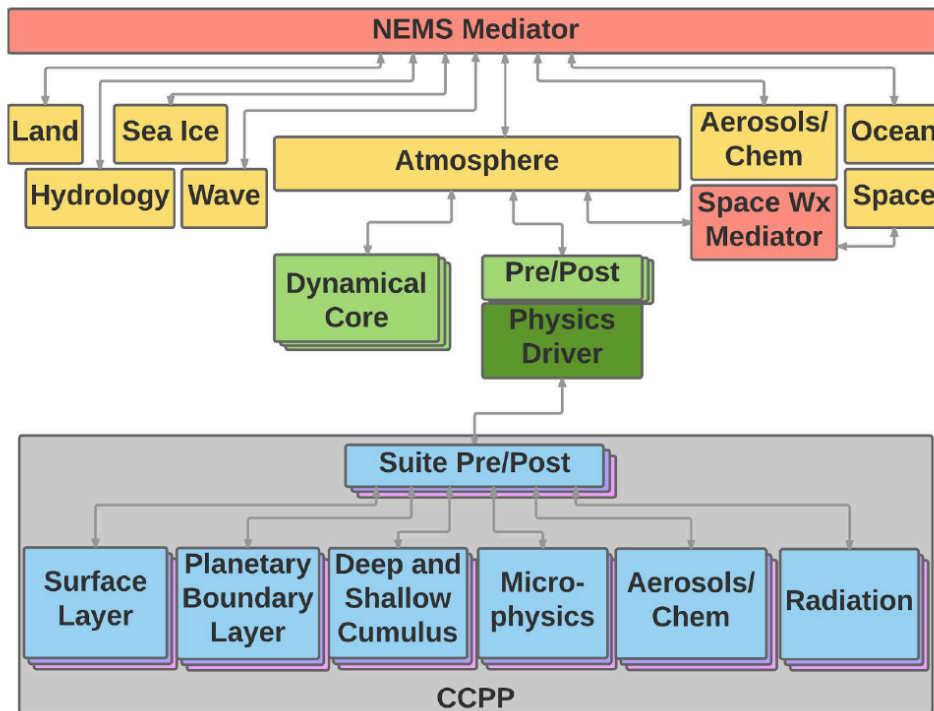 NEMS Mediator
Land
Sea Ice
Hydrology
Wave
Atmosphere
Aerosols/
Chem
Ocean
Space Wx
Mediator
Space
Dynamical
Core
Pre/Post
Physics
Driver
Suite Pre/Post
Surface
Layer
Planetary
Boundary
Layer
Deep and
Shallow
Cumulus
Micro-
physics
Aerosols/
Chem
Radiation
CCPP